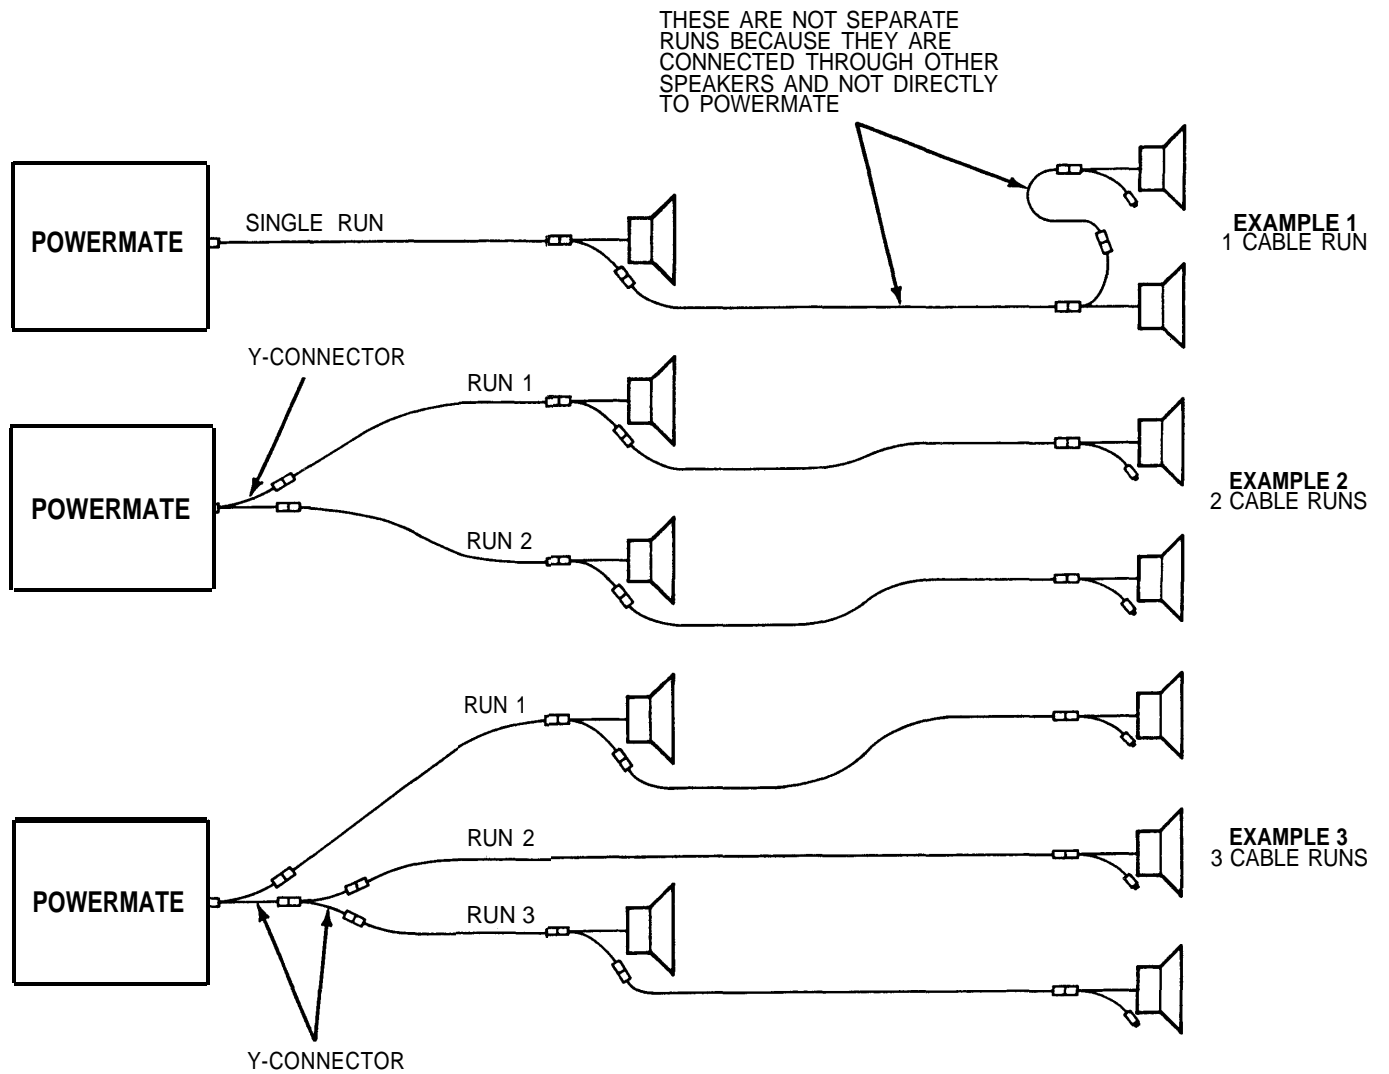 THESE ARE NOT SEPARATE
RUNS BECAUSE THEY ARE
CONNECTED THROUGH OTHER
SPEAKERS AND NOT DIRECTLY
TO POWERMATE
POWERMATE
SINGLE RUN
EXAMPLE 1
1 CABLE RUN
Y-CONNECTOR
RUN 1
POWERMATE
RUN 2
EXAMPLE 2
2 CABLE RUNS
RUN 1
POWERMATE
RUN 2
RUN 3
EXAMPLE 3
3 CABLE RUNS
Y-CONNECTOR